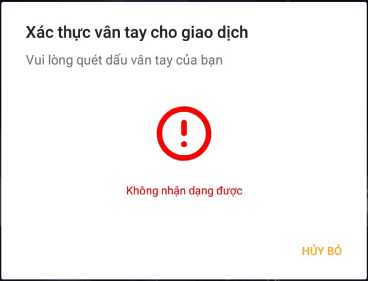 Xác thực vân tay cho giao dịch
Vui lòng quét dấu vân tay của bạn
Không nhận dạng được
HỦY BỎ